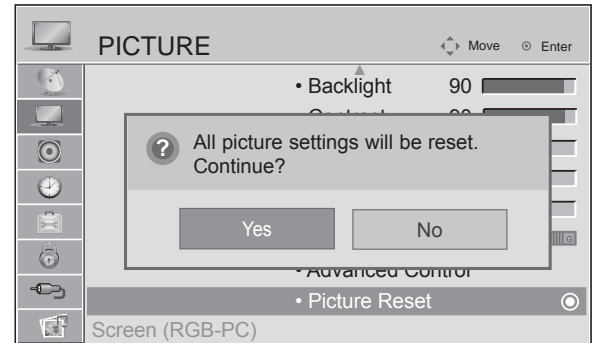 PICTURE
Move
Enter
• Backlight 90
All picture settings will be reset.
Continue?
Yes
No
• Advanced Control
• Picture Reset
G
Screen (RGB-PC)